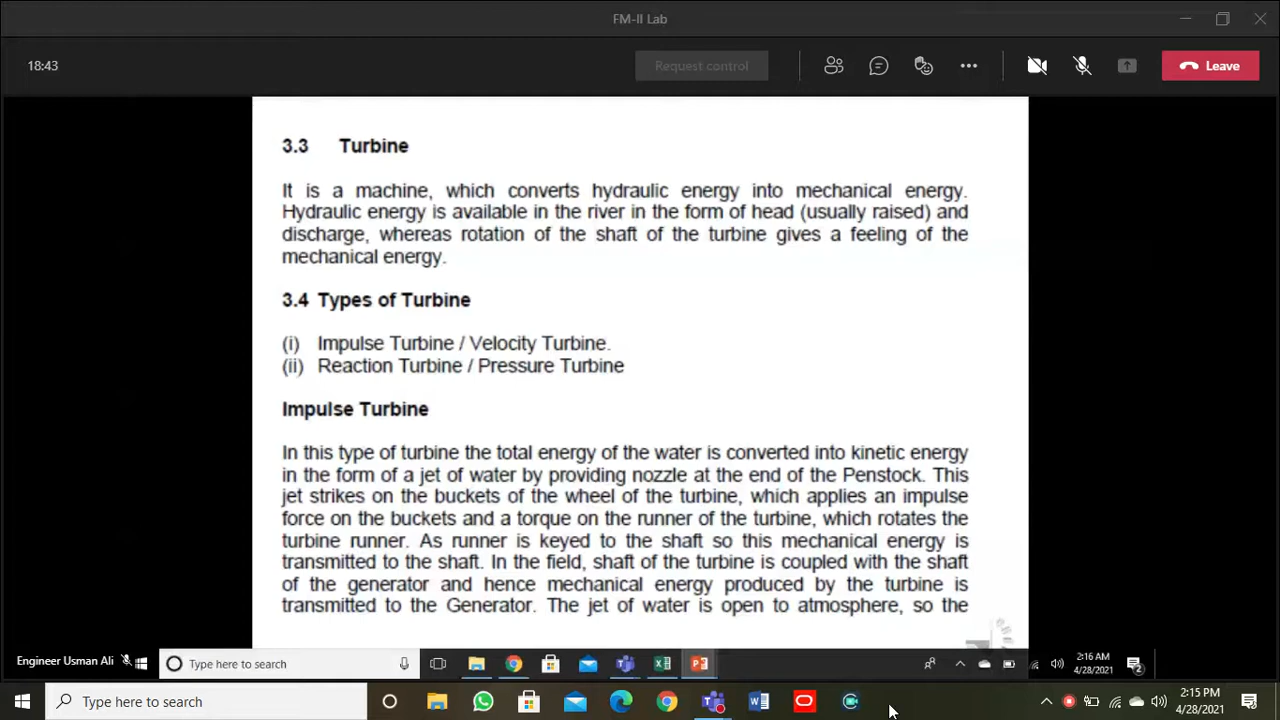 FM-II Lab
18:43
Request control
Leave
3.3 Turbine
It is a machine, which converts hydraulic energy into mechanical energy.
Hydraulic energy is available in the river in the form of head (usually raised) and
discharge, whereas rotation of the shaft of the turbine gives a feeling of the
mechanical energy.
3.4 Types of Turbine
(i) Impulse Turbine / Velocity Turbine.
(ii) Reaction Turbine / Pressure Turbine
Impulse Turbine
In this type of turbine the total energy of the water is converted into kinetic energy
in the form of a jet of water by providing nozzle at the end of the Penstock. This
jet strikes on the buckets of the wheel of the turbine, which applies an impulse
force on the buckets and a torque on the runner of the turbine, which rotates the
turbine runner. As runner is keyed to the shaft so this mechanical energy is
transmitted to the shaft. In the field, shaft of the turbine is coupled with the shaft
of the generator and hence mechanical energy produced by the turbine is
transmitted to the Generator. The jet of water is open to atmosphere, so the
Engineer Usman Ali
Type here to search
2:16 AM
4/28/2021
2
Type here to search
2:15 PM
4/28/2021